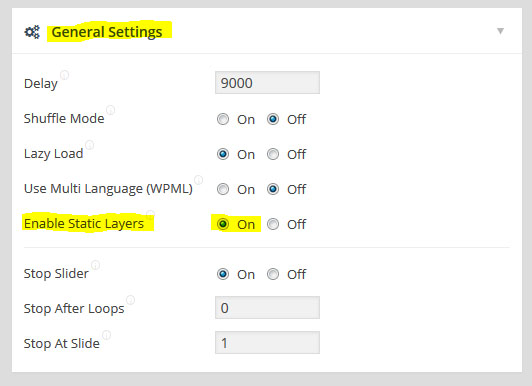 General Settings
Delay 9000
Shuffle Mode On Off
Lazy Load On Off
Use Multi Language (WPML) On Off
Enable Static Layers On Off
Stop Slider On Off
Stop After Loops 0
Stop At Slide 1